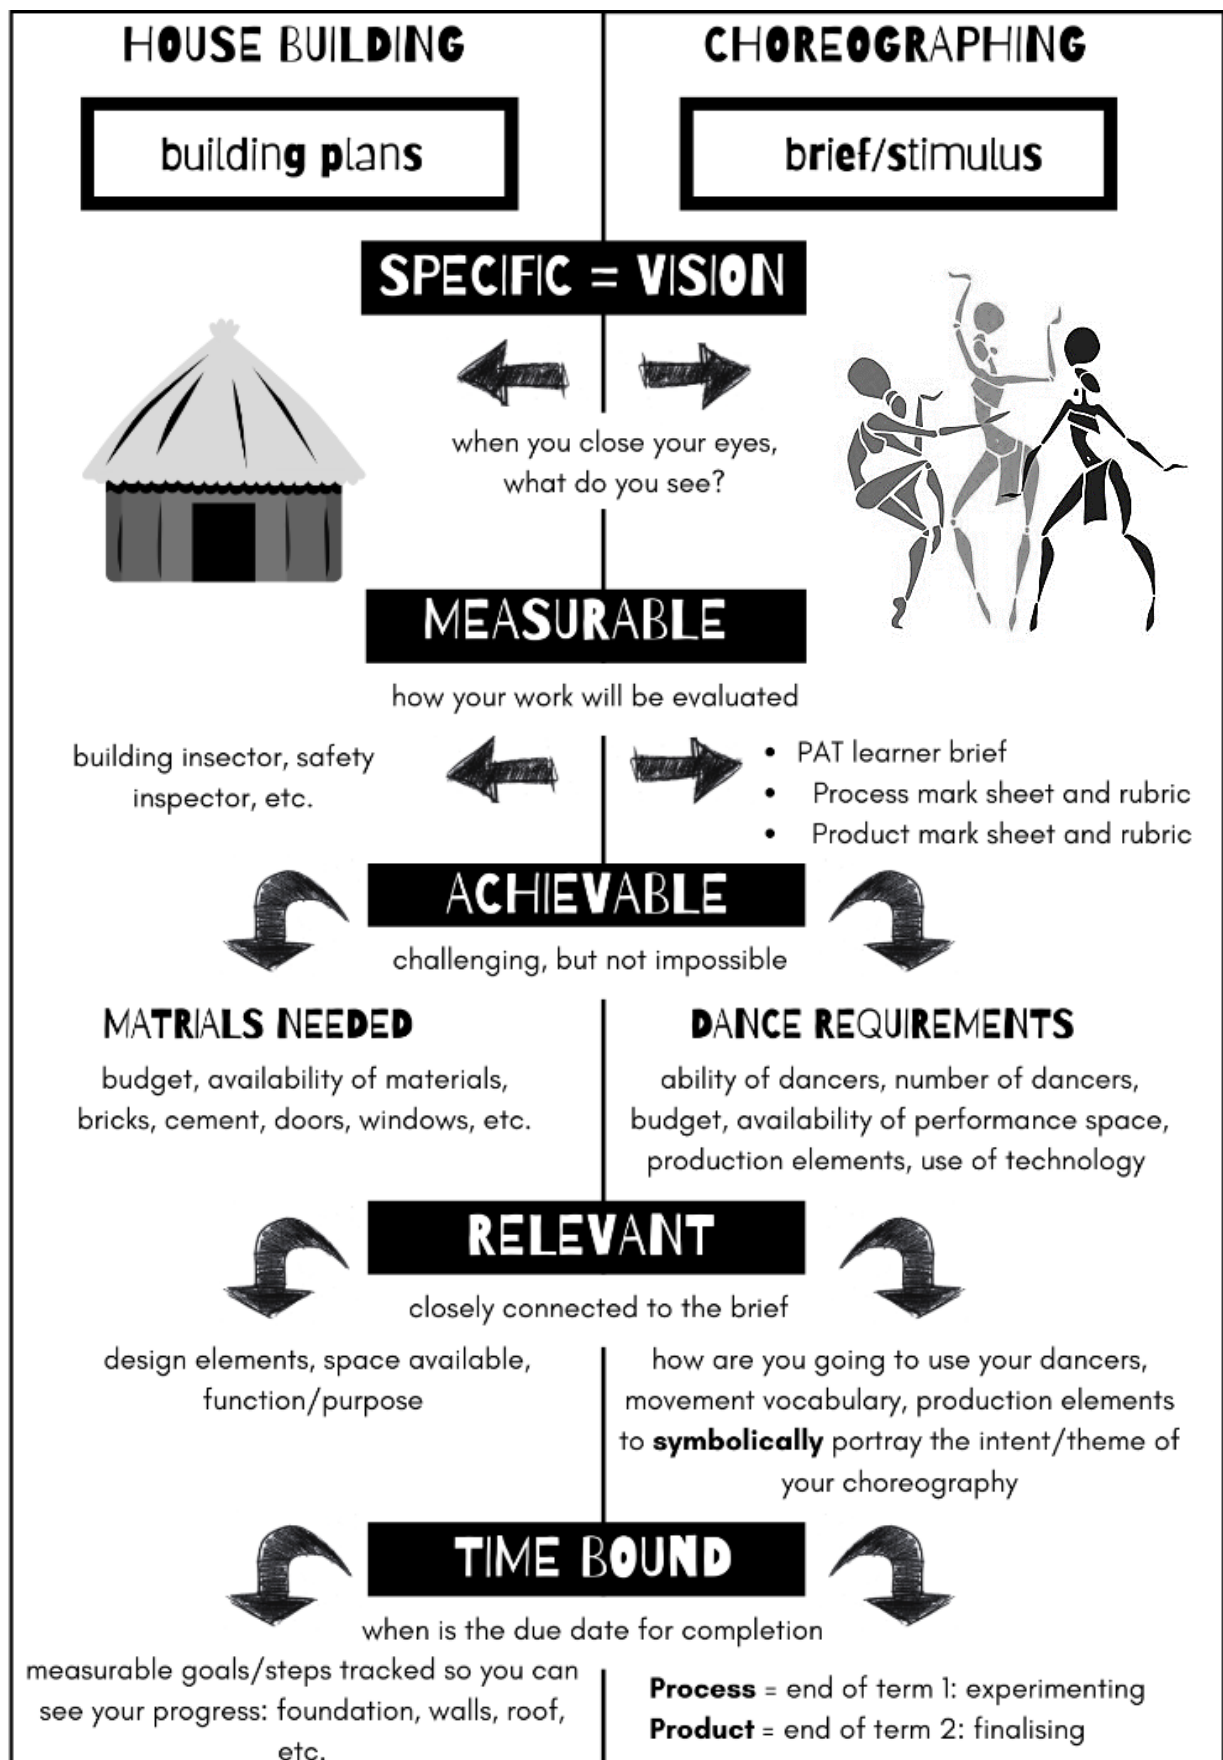 HOUSE BUILDING
CHOREOGRAPHING
building plans
brief/stimulus
SPECIFIC = VISION
when you close your eyes,
what do you see?
MEASURABLE
how your work will be evaluated
building insector, safety
inspector, etc.
• PAT learner brief
• Process mark sheet and rubric
• Product mark sheet and rubric
ACHIEVABLE
challenging, but not impossible
MATRIALS NEEDED
budget, availability of materials,
bricks, cement, doors, windows, etc.
DANCE REQUIREMENTS
ability of dancers, number of dancers,
budget, availability of performance space,
production elements, use of technology
RELEVANT
closely connected to the brief
design elements, space available,
function/purpose
how are you going to use your dancers,
movement vocabulary, production elements
to symbolically portray the intent/theme of
your choreography
TIME BOUND
when is the due date for completion
measurable goals/steps tracked so you can
see your progress: foundation, walls, roof,
etc.
Process = end of term 1: experimenting
Product = end of term 2: finalising